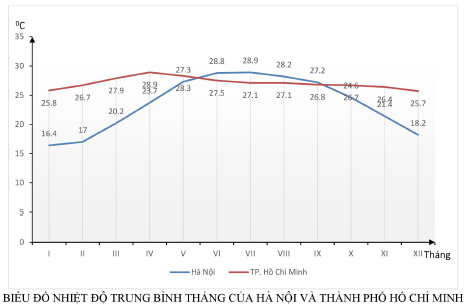 ⁰C
35
30
25
20
15
10
5
0
16.4 17 20.2 23.7 27.3 28.8 28.9 28.2 27.2 24.6 21.4 18.2
25.8 26.7 27.9 28.9 28.3 27.5 27.1 27.1 26.8 26.7 26.4 25.7
I II III IV V VI VII VIII IX X XI XII Tháng
Hà Nội TP. Hồ Chí Minh
BIỂU ĐỒ NHIỆT ĐỘ TRUNG BÌNH THÁNG CỦA HÀ NỘI VÀ THÀNH PHỐ HỒ CHÍ MINH